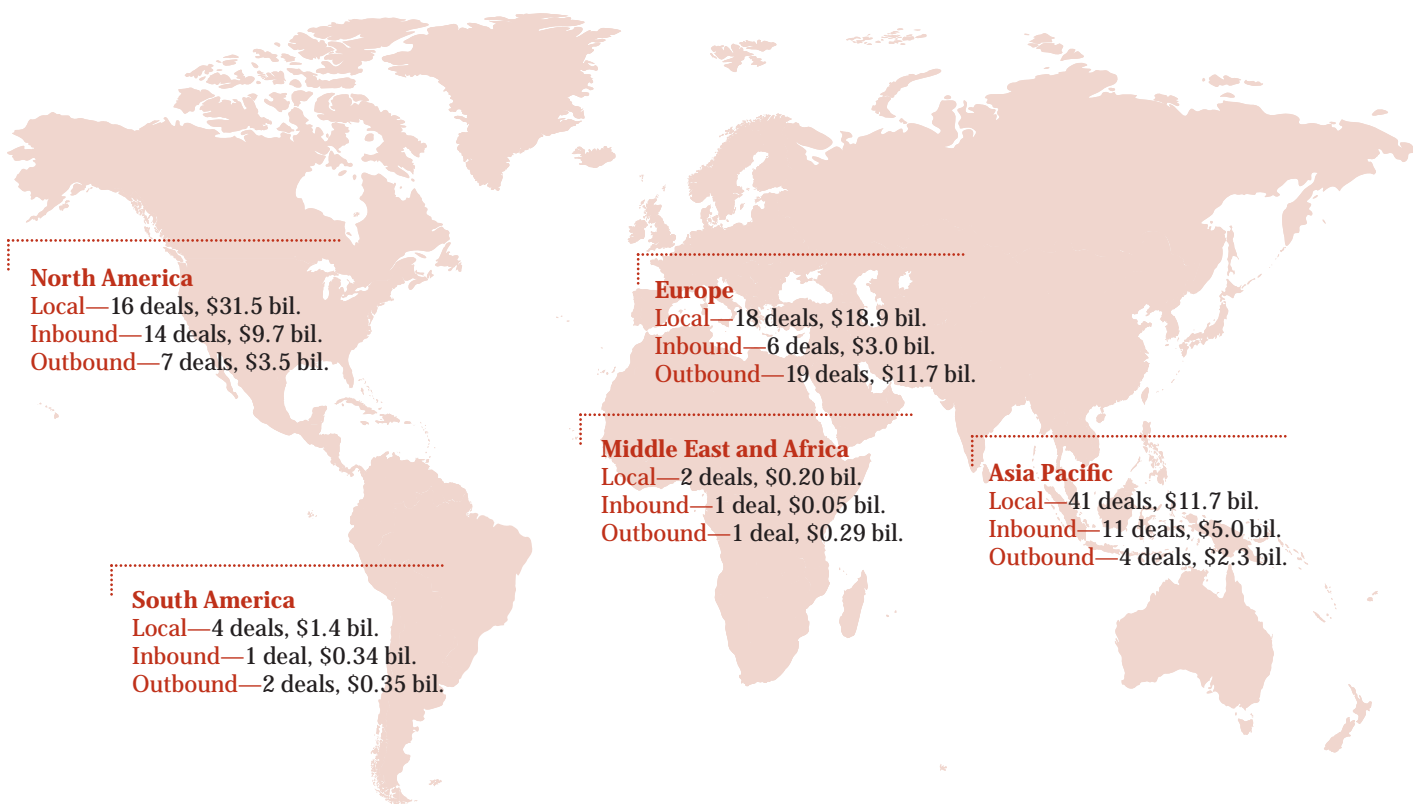 North America
Local—16 deals, $31.5 bil.
Inbound—14 deals, $9.7 bil.
Outbound—7 deals, $3.5 bil.
Europe
Local—18 deals, $18.9 bil.
Inbound—6 deals, $3.0 bil.
Outbound—19 deals, $11.7 bil.
Middle East and Africa
Local—2 deals, $0.20 bil.
Inbound—1 deal, $0.05 bil.
Outbound—1 deal, $0.29 bil.
Asia Pacific
Local—41 deals, $11.7 bil.
Inbound—11 deals, $5.0 bil.
Outbound—4 deals, $2.3 bil.
South America
Local—4 deals, $1.4 bil.
Inbound—1 deal, $0.34 bil.
Outbound—2 deals, $0.35 bil.